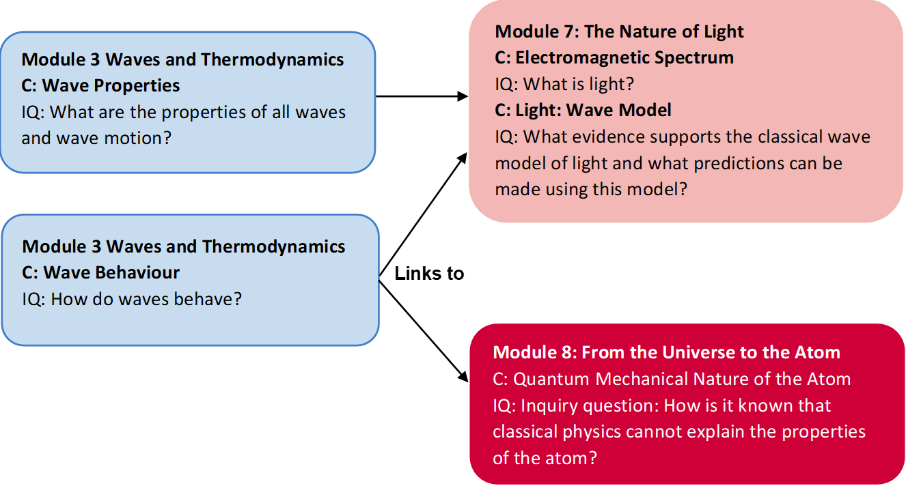 Module 3 Waves and Thermodynamics
C: Wave Properties
IQ: What are the properties of all waves
and wave motion?
Module 7: The Nature of Light
C: Electromagnetic Spectrum
IQ: What is light?
C: Light: Wave Model
IQ: What evidence supports the classical wave
model of light and what predictions can be
made using this model?
Module 3 Waves and Thermodynamics
C: Wave Behaviour
IQ: How do waves behave?
Links to
Module 8: From the Universe to the Atom
C: Quantum Mechanical Nature of the Atom
IQ: Inquiry question: How is it known that
classical physics cannot explain the properties
of the atom?